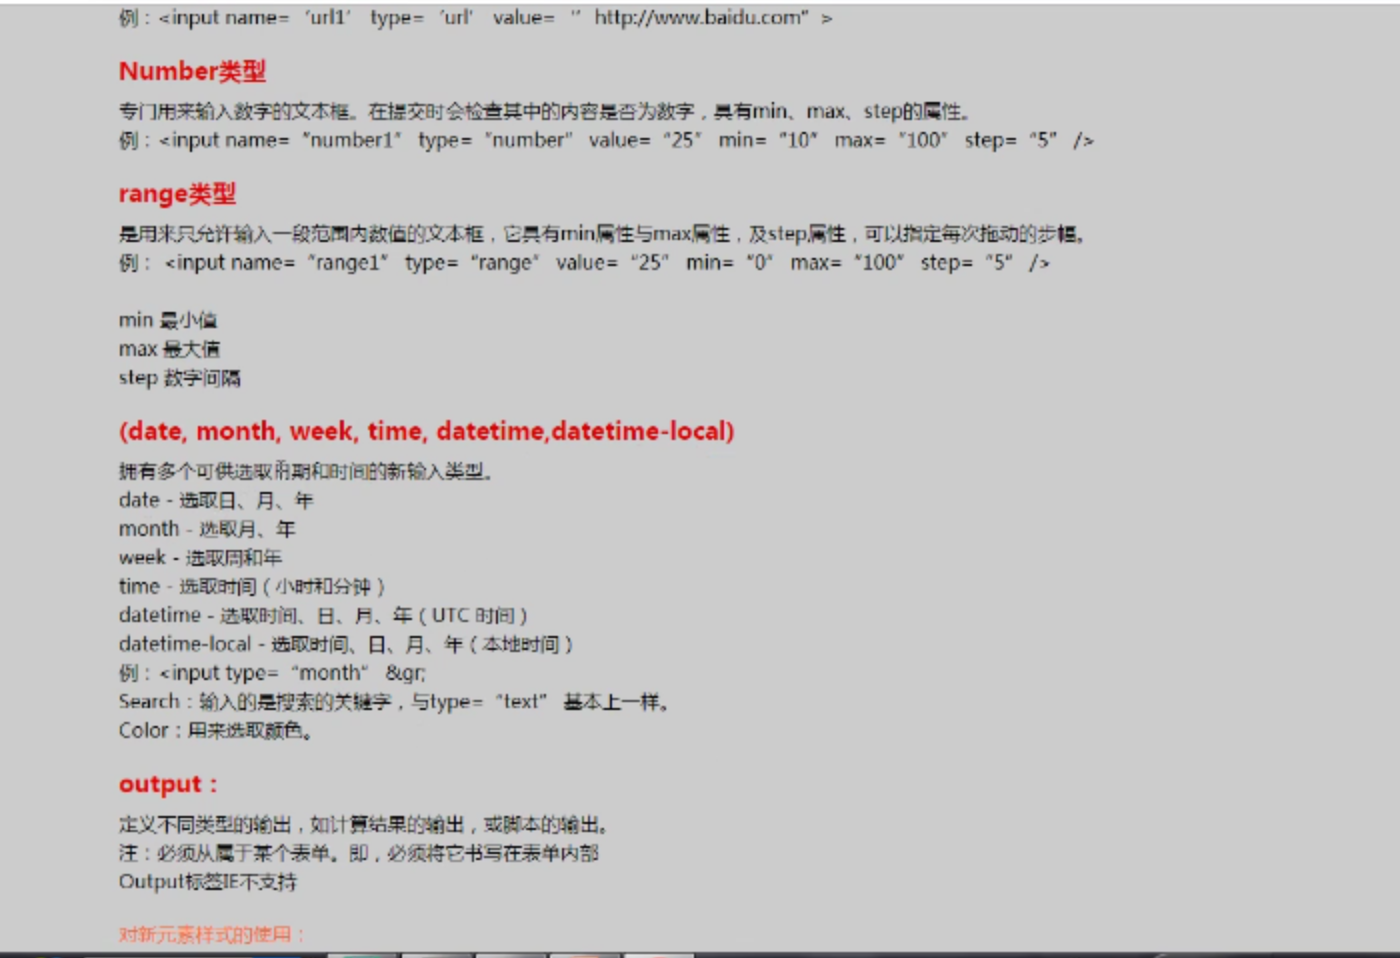 例：<input name= ‘url1’ type= ‘url’ value= “ http://www.baidu.com” >
Number类型
专门用来输入数字的文本框。在提交时会检查其中的内容是否为数字，具有min、max、step的属性。
例：<input name= “number1” type= “number” value= “25” min= “10” max= “100” step= “5” />
range类型
是用来只允许输入一段范围内数值的文本框，它具有min属性与max属性，及step属性，可以指定每次拖动的步幅。
例： <input name= “range1” type= “range” value= “25” min= “0” max= “100” step= “5” />
min 最小值
max 最大值
step 数字间隔
(date, month, week, time, datetime,datetime-local)
拥有多个可供选取日期和时间的新输入类型。
date - 选取日、月、年
month - 选取月、年
week - 选取周和年
time - 选取时间（小时和分钟）
datetime - 选取时间、日、月、年（UTC 时间）
datetime-local - 选取时间、日、月、年（本地时间）
例：<input type= “month” &gr;
Search：输入的是搜索的关键字，与type= “text” 基本上一样。
Color：用来选取颜色。
output：
定义不同类型的输出，如计算结果的输出，或脚本的输出。
注：必须从属于某个表单。即，必须将它书写在表单内部
Output标签IE不支持
对新元素样式的使用：